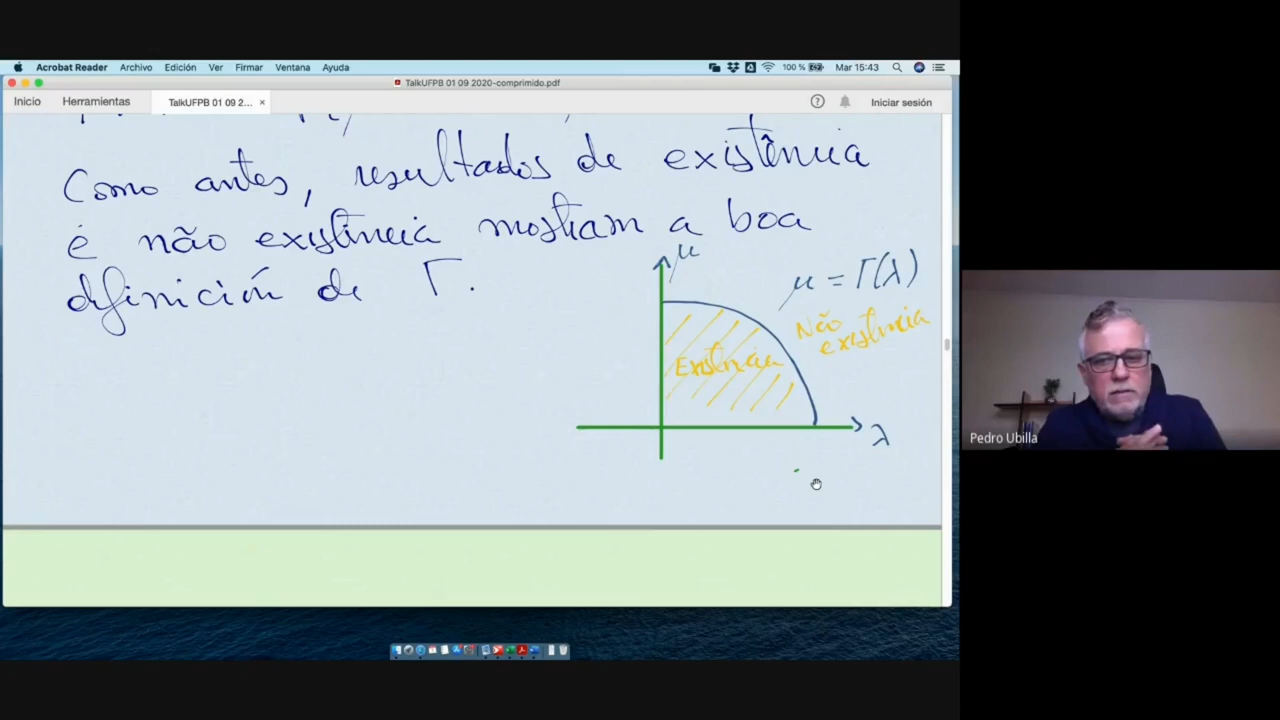 Acrobat Reader Archivo Edición Ver Firmar Ventana Ayuda 100 % Mar 15:43
TalkUFPB 01 09 2020-comprimido.pdf
Inicio Herramientas TalkUFPB 01 09 2... × Iniciar sesión
Como antes, resultados de existência
é não existência mostram a boa
definición de Γ.
μ
μ = Γ(λ)
Não
existência
Existência
λ
Pedro Ubilla